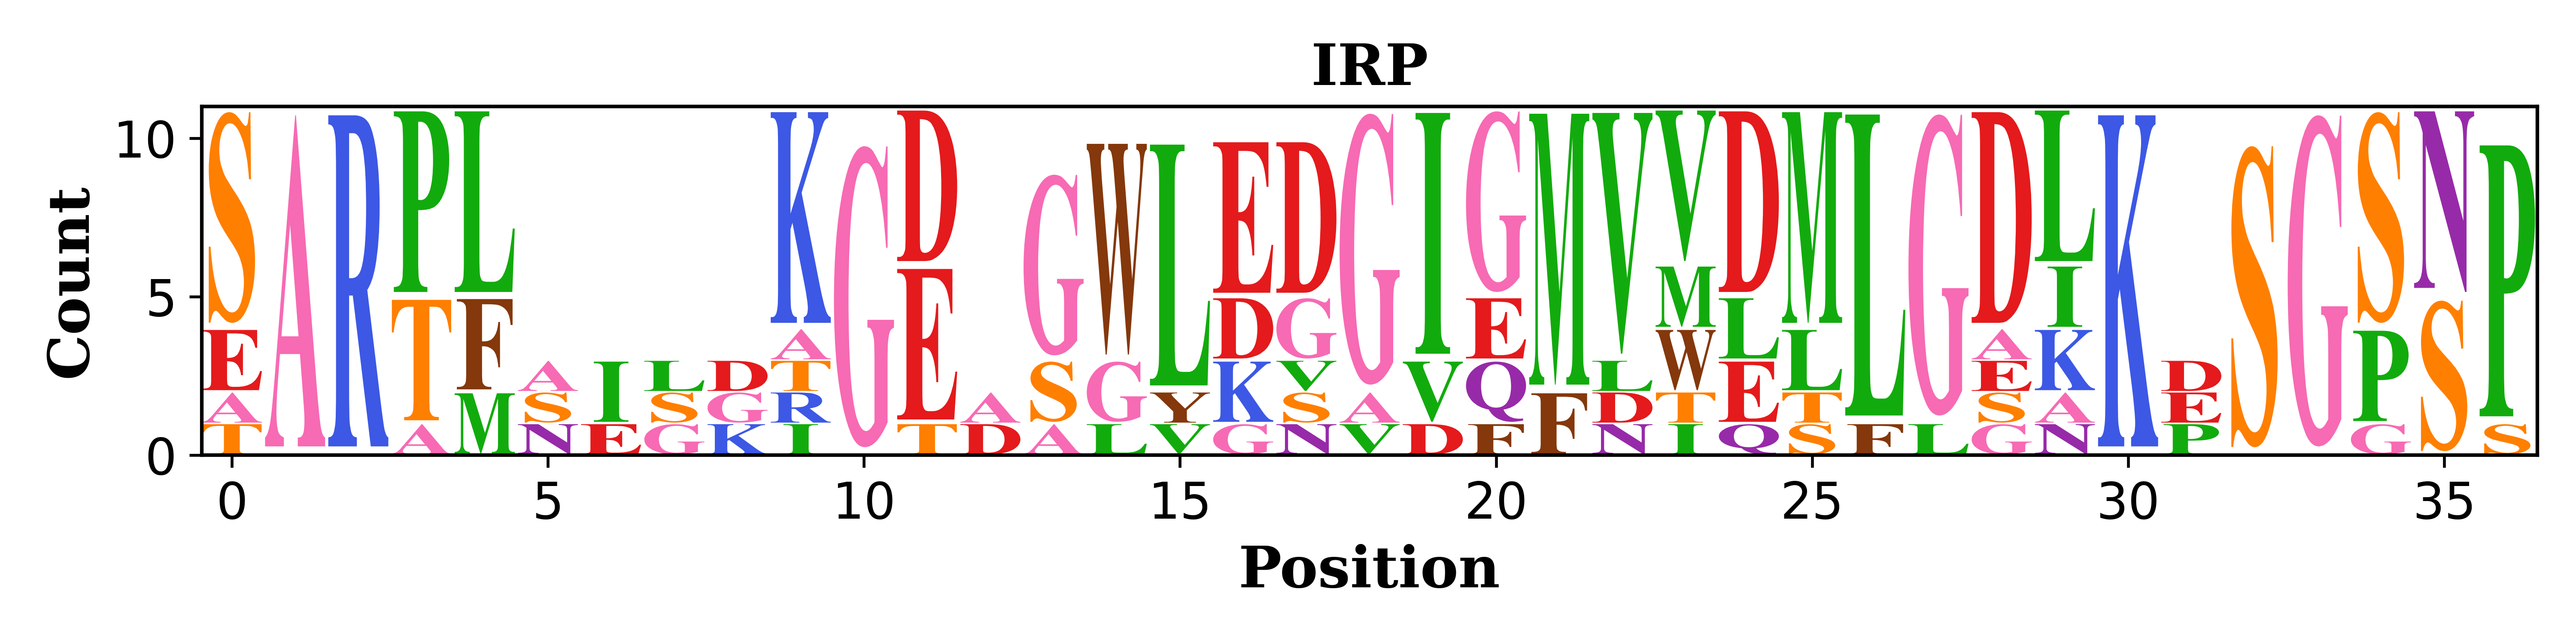 IRP
Count
10
5
0
S A R P L K G D G W L E D G I G M V V D M L G D L K S G S N P
E T F A E S G Y D G A V E F L M L L A I P S S
A A M A I L D T T A A L K V V D Q D W E T F L E K D G
T S S G R D V G S F N T Q S S A E
N E G K I N I G N P
0 5 10 15 20 25 30 35
Position